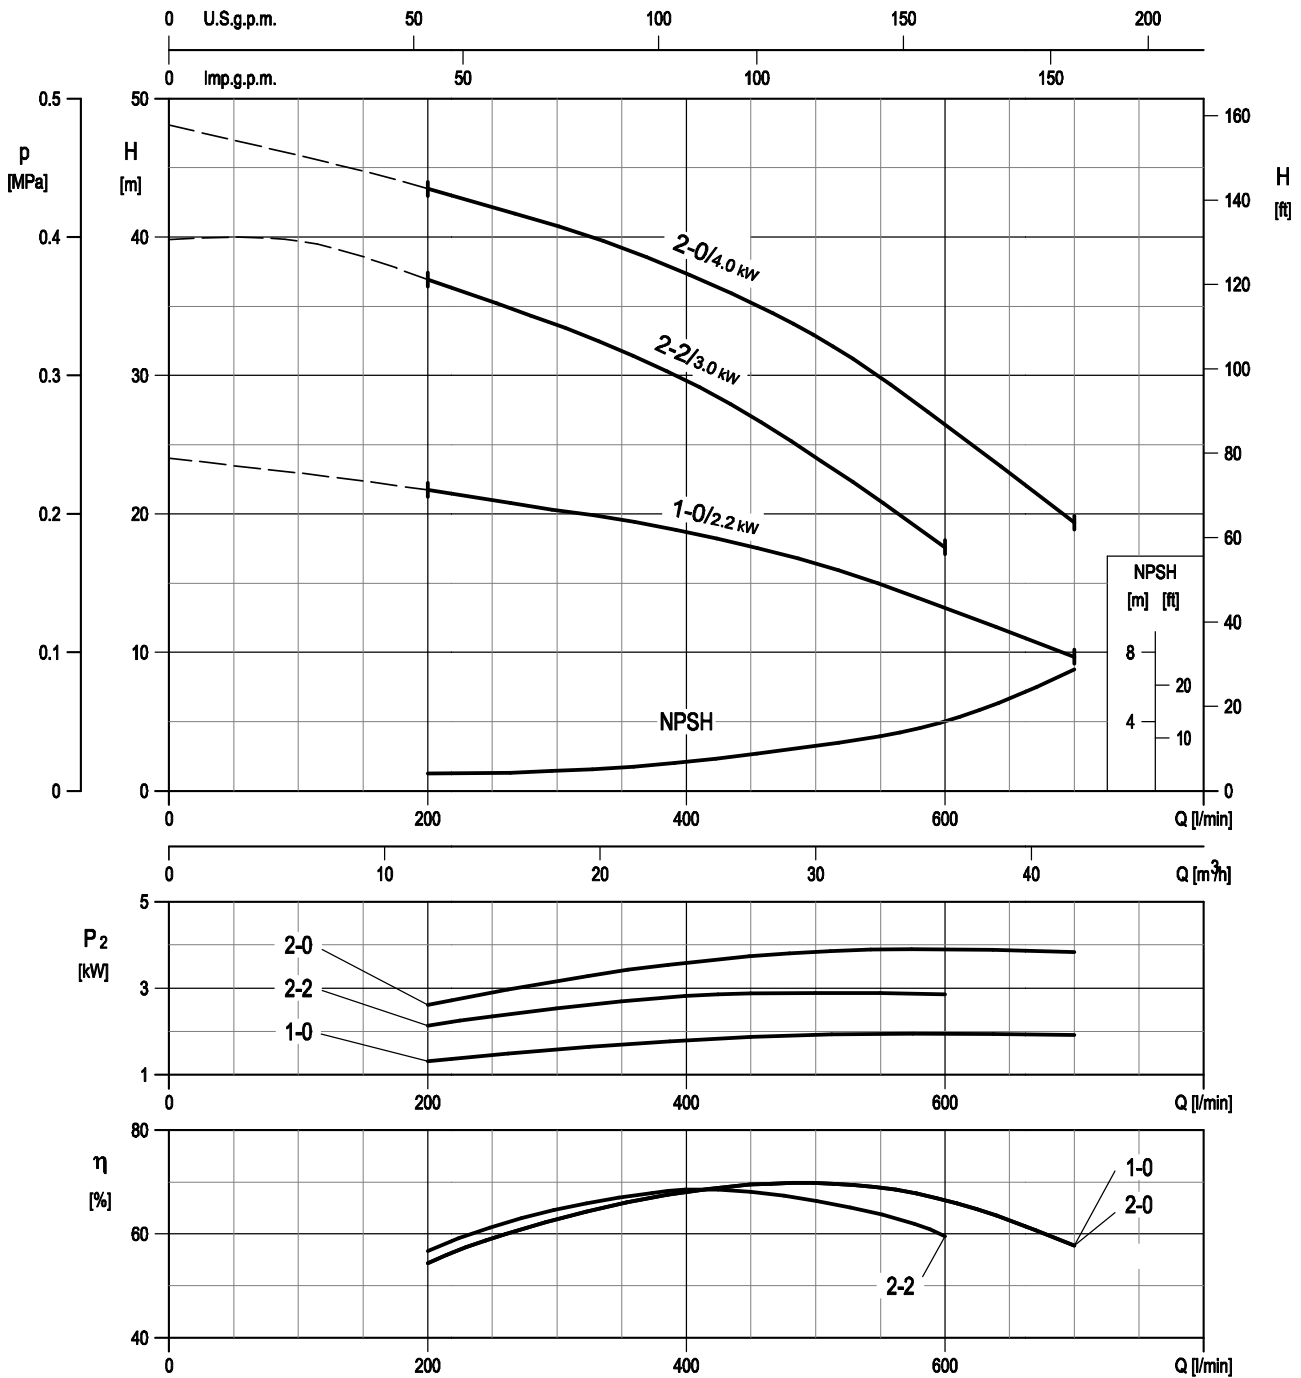 0 U.S.g.p.m. 50 100 150 200
0 Imp.g.p.m. 50 100 150
0.5 50 160
p H H
[MPa] [m] [ft]
140
0.4 40
2-0/4.0 kW
120
2-2/3.0 kW
0.3 30 100
80
0.2 20
1-0/2.2 kW
60
NPSH
[m] [ft]
40
0.1 10 8
20
NPSH 4 20
10
0 0 0
200 400 600 Q [l/min]
0 10 20 30 40 Q [m³/h]
5
P2
[kW]
2-0
3
2-2
1-0
1
0 200 400 600 Q [l/min]
80
η
[%]
1-0
2-0
60
2-2
40
0 200 400 600 Q [l/min]